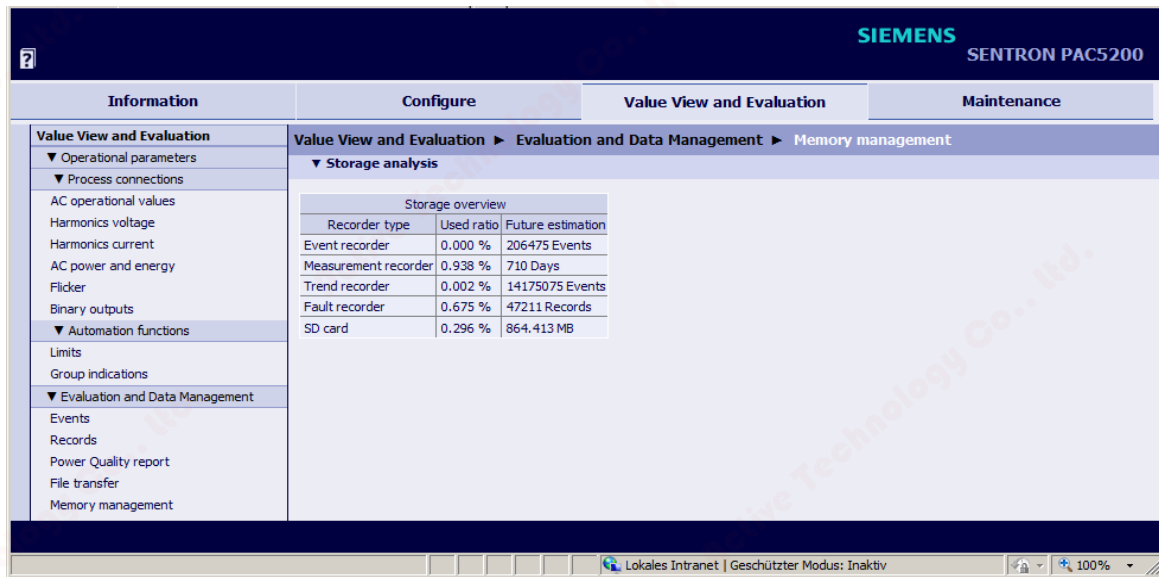 SIEMENS
SENTRON PAC5200
?
Information Configure Value View and Evaluation Maintenance
Value View and Evaluation
▼ Operational parameters
▼ Process connections
AC operational values
Harmonics voltage
Harmonics current
AC power and energy
Flicker
Binary outputs
▼ Automation functions
Limits
Group indications
▼ Evaluation and Data Management
Events
Records
Power Quality report
File transfer
Memory management
Value View and Evaluation ► Evaluation and Data Management ► Memory management
▼ Storage analysis
Storage overview
Recorder type Used ratio Future estimation
Event recorder 0.000 % 206475 Events
Measurement recorder 0.938 % 710 Days
Trend recorder 0.002 % 14175075 Events
Fault recorder 0.675 % 47211 Records
SD card 0.296 % 864.413 MB
Lokales Intranet | Geschützter Modus: Inaktiv 100%